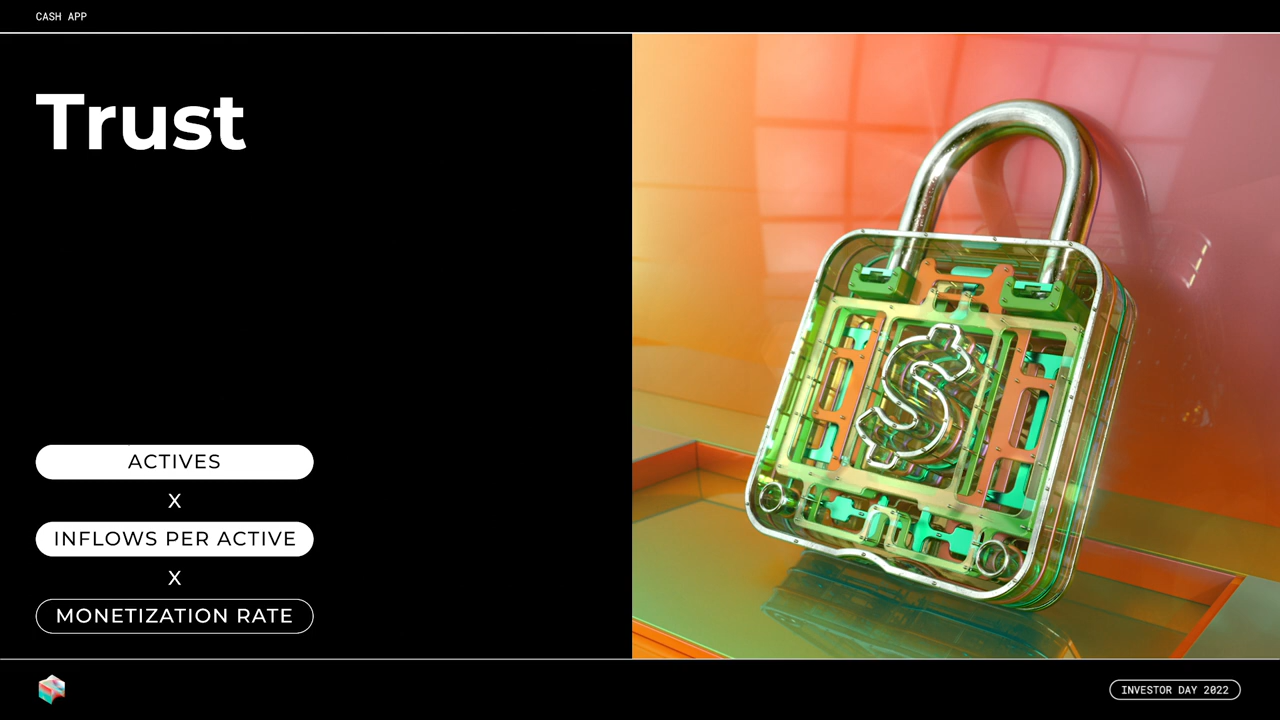 CASH APP
Trust
ACTIVES
X
INFLOWS PER ACTIVE
X
MONETIZATION RATE
$
INVESTOR DAY 2022